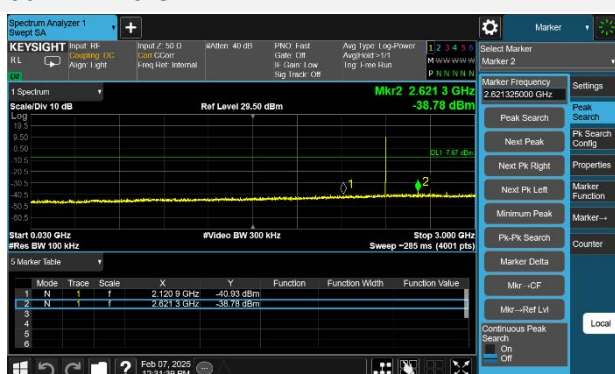 Spectrum Analyzer 1
Swept SA
+
Marker
KEYSIGHT Input: RF Input Z: 50 Ω #Atten: 40 dB PNO: Fast Avg Type: Log-Power 1 2 3 4 5 6
RL Coupling: DC Corr CCorr Gate: Off Avg|Hold >1/1 M W W W W W
Align: Light Freq Ref: Internal IF Gain: Low Trig: Free Run
Sig Track: Off P N N N N N
Select Marker
Marker 2
1 Spectrum
Mkr2 2.621 3 GHz
Scale/Div 10 dB Ref Level 29.50 dBm -38.78 dBm
Log
19.5
9.50
0.500
-10.5
-20.5
-30.5
-40.5
-50.5
-60.5
DL1 -7.67 dBm
1
2
Start 0.030 GHz #Video BW 300 kHz Stop 3.000 GHz
#Res BW 100 kHz Sweep ~285 ms (4001 pts)
5 Marker Table
Mode Trace Scale X Y Function Function Width Function Value
1 N 1 f 2.120 9 GHz -40.93 dBm
2 N 1 f 2.621 3 GHz -38.78 dBm
3
4
5
6
Marker Frequency
2.621325000 GHz
Peak Search
Next Peak
Next Pk Right
Next Pk Left
Minimum Peak
Pk-Pk Search
Marker Delta
Mkr→CF
Mkr→Ref Lvl
Continuous Peak
Search
On
Off
Settings
Peak
Search
Pk Search
Config
Properties
Marker
Function
Marker→
Counter
Local
?
Feb 07, 2025